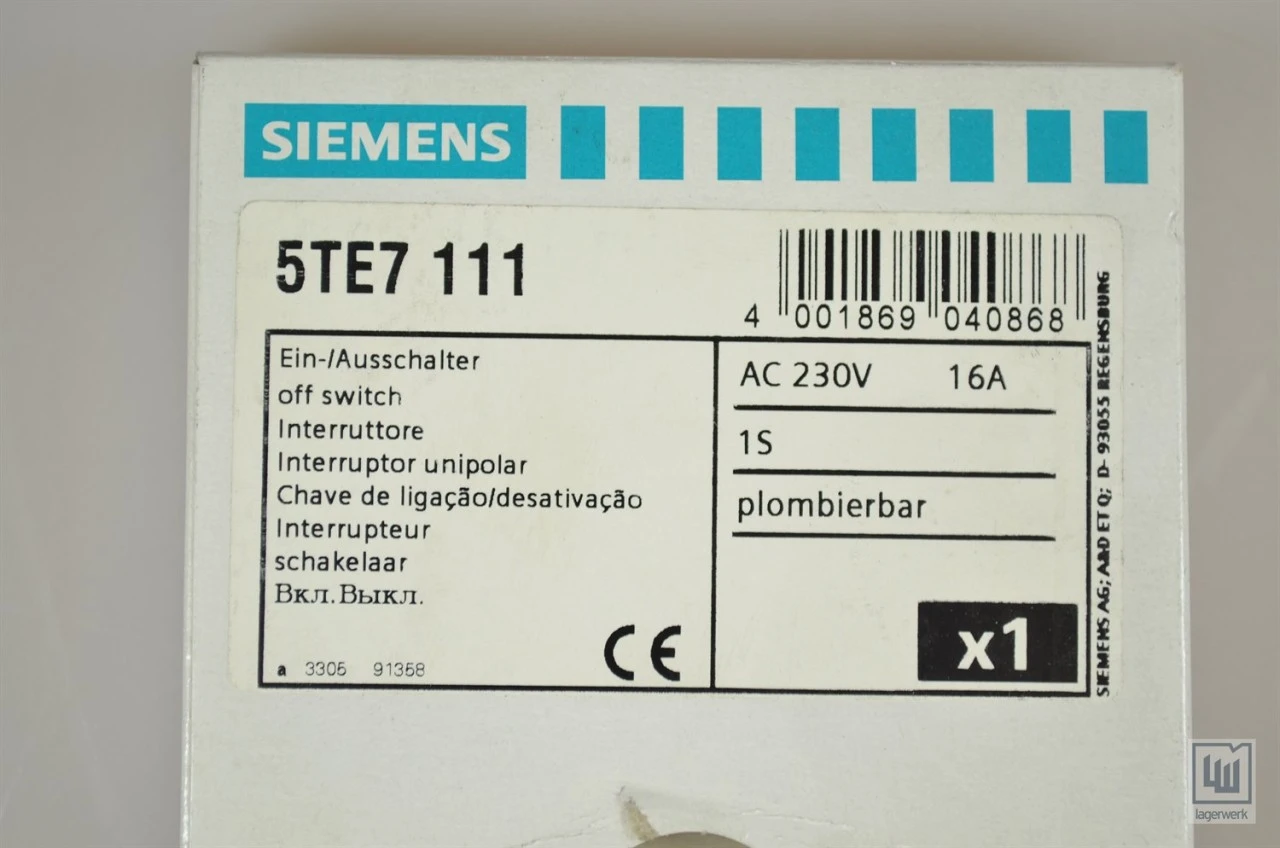 SIEMENS
5TE7 111
4 001869 040868
Ein-/Ausschalter
off switch
Interruttore
Interruptor unipolar
Chave de ligação/desativação
Interrupteur
schakelaar
Вкл.Выкл.
a 3305 91358
CE
AC 230V 16A
1S
plombierbar
x1
SIEMENS AG; A&D ET Q; D- 93055 REGENSBURG
lagerwerk